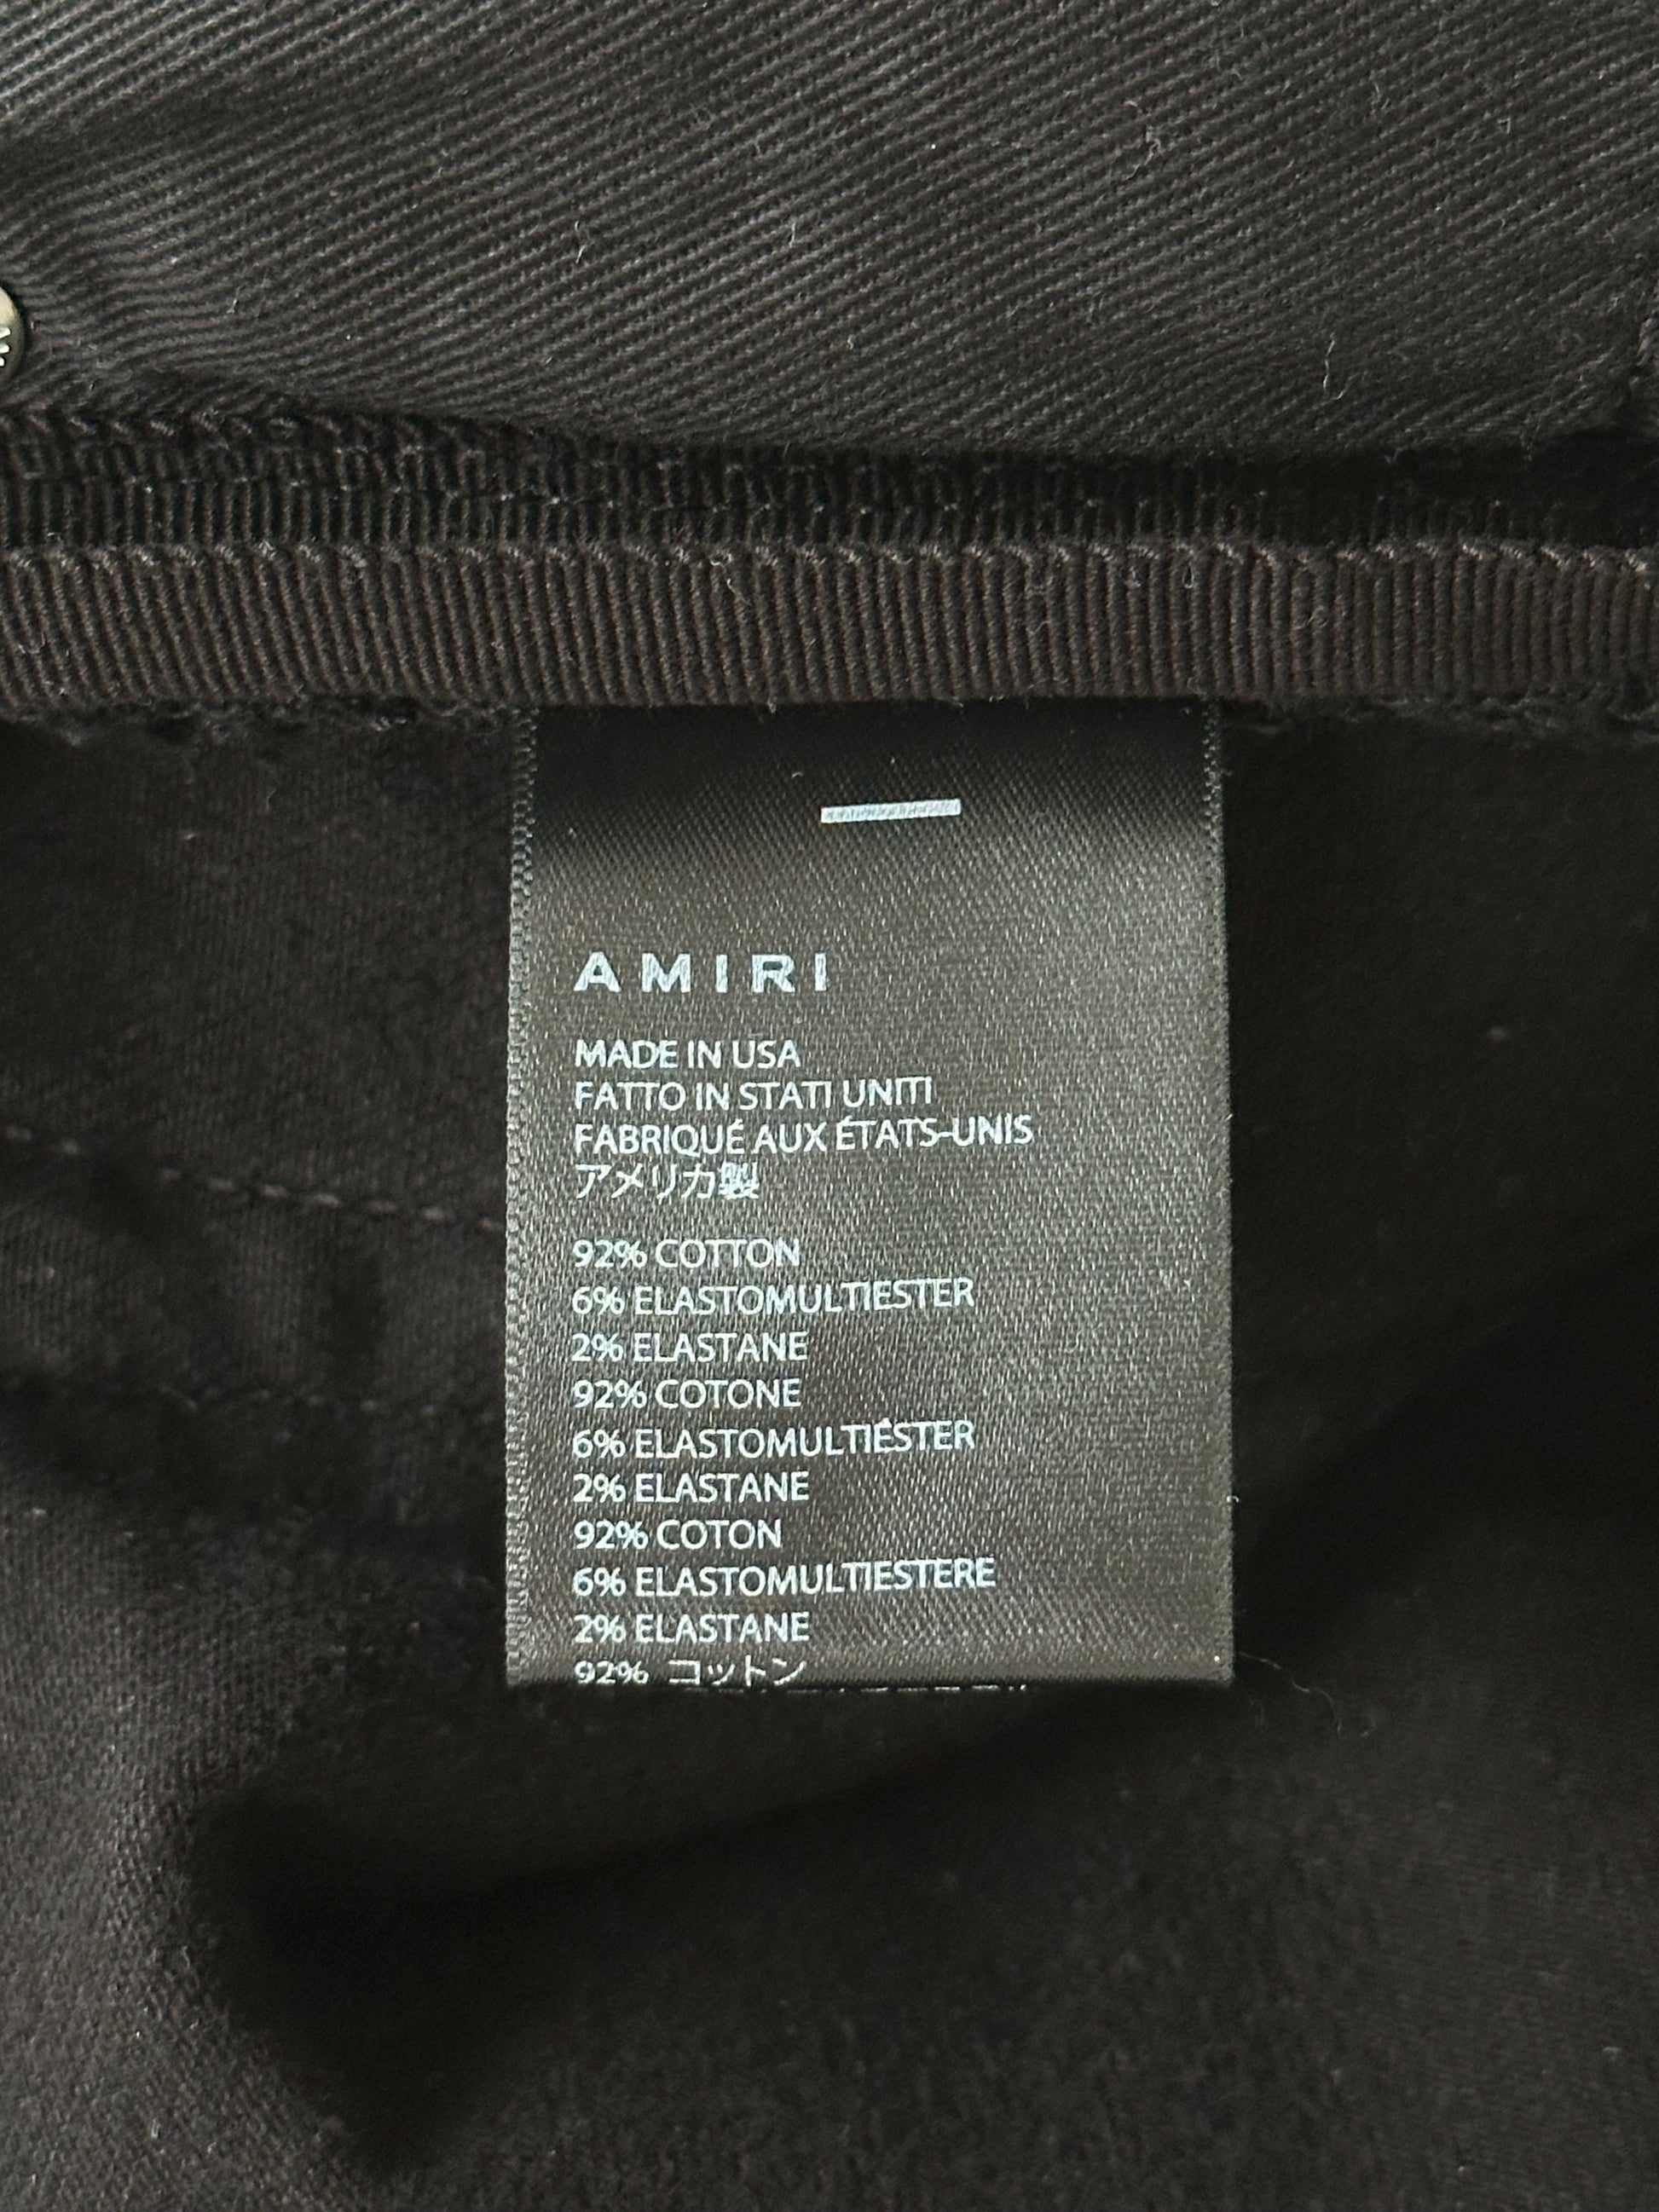 AMIRI
MADE IN USA
FATTO IN STATI UNITI
FABRIQUÉ AUX ÉTATS-UNIS
アメリカ製
92% COTTON
6% ELASTOMULTIESTER
2% ELASTANE
92% COTONE
6% ELASTOMULTIÉSTER
2% ELASTANE
92% COTON
6% ELASTOMULTIESTERE
2% ELASTANE
92% コットン